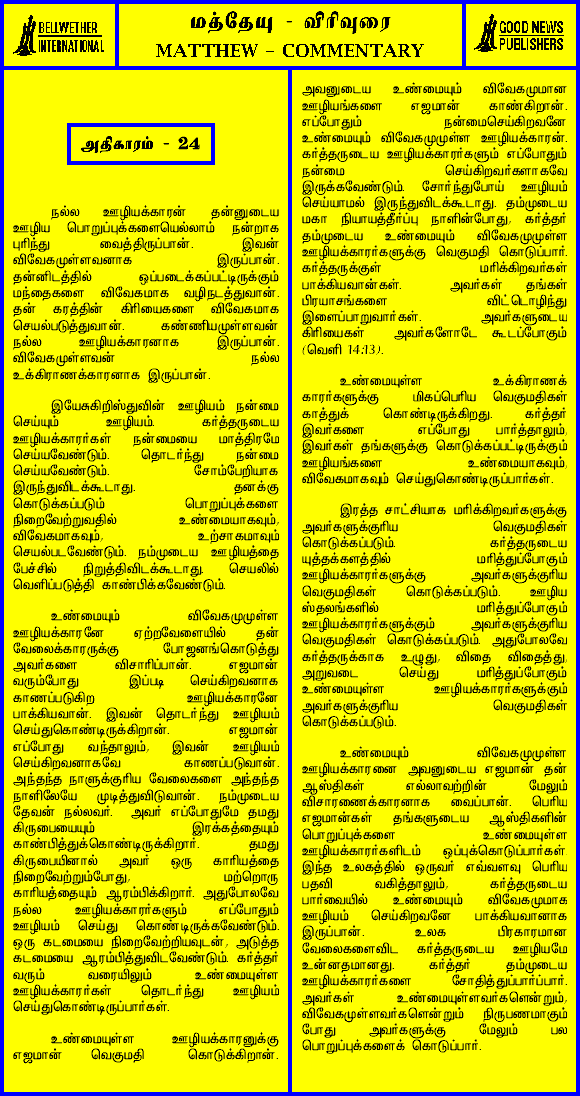 BELLWETHER
INTERNATIONAL
மத்தேயு - விரிவுரை
MATTHEW – COMMENTARY
GOOD NEWS
PUBLISHERS
அதிகாரம் - 24
நல்ல ஊழியக்காரன் தன்னுடைய
ஊழிய பொறுப்புக்களையெல்லாம் நன்றாக
புரிந்து வைத்திருப்பான். இவன்
விவேகமுள்ளவனாக இருப்பான்.
தன்னிடத்தில் ஒப்படைக்கப்பட்டிருக்கும்
மந்தைகளை விவேகமாக வழிநடத்துவான்.
தன் கரத்தின் கிரியைகளை விவேகமாக
செயல்படுத்துவான். கண்ணியமுள்ளவன்
நல்ல ஊழியக்காரனாக இருப்பான்.
விவேகமுள்ளவன் நல்ல
உக்கிராணக்காரனாக இருப்பான்.
இயேசுகிறிஸ்துவின் ஊழியம் நன்மை
செய்யும் ஊழியம். கர்த்தருடைய
ஊழியக்காரர்கள் நன்மையை மாத்திரமே
செய்யவேண்டும். தொடர்ந்து நன்மை
செய்யவேண்டும். சோம்பேறியாக
இருந்துவிடக்கூடாது. தனக்கு
கொடுக்கப்படும் பொறுப்புக்களை
நிறைவேற்றுவதில் உண்மையாகவும்,
விவேகமாகவும், உற்சாகமாவும்
செயல்படவேண்டும். நம்முடைய ஊழியத்தை
பேச்சில் நிறுத்திவிடக்கூடாது. செயலில்
வெளிப்படுத்தி காண்பிக்கவேண்டும்.
உண்மையும் விவேகமுமுள்ள
ஊழியக்காரனே ஏற்றவேளையில் தன்
வேலைக்காரருக்கு போஜனங்கொடுத்து
அவர்களை விசாரிப்பான். எஜமான்
வரும்போது இப்படி செய்கிறவனாக
காணப்படுகிற ஊழியக்காரனே
பாக்கியவான். இவன் தொடர்ந்து ஊழியம்
செய்துகொண்டிருக்கிறான். எஜமான்
எப்போது வந்தாலும், இவன் ஊழியம்
செய்கிறவனாகவே காணப்படுவான்.
அந்தந்த நாளுக்குரிய வேலைகளை அந்தந்த
நாளிலேயே முடித்துவிடுவான். நம்முடைய
தேவன் நல்லவர். அவர் எப்போதுமே தமது
கிருபையையும் இரக்கத்தையும்
காண்பித்துக்கொண்டிருக்கிறார். தமது
கிருபையினால் அவர் ஒரு காரியத்தை
நிறைவேற்றும்போது, மற்றொரு
காரியத்தையும் ஆரம்பிக்கிறார். அதுபோலவே
நல்ல ஊழியக்காரர்களும் எப்போதும்
ஊழியம் செய்து கொண்டிருக்கவேண்டும்.
ஒரு கடமையை நிறைவேற்றியவுடன், அடுத்த
கடமையை ஆரம்பித்துவிடவேண்டும். கர்த்தர்
வரும் வரையிலும் உண்மையுள்ள
ஊழியக்காரர்கள் தொடர்ந்து ஊழியம்
செய்துகொண்டிருப்பார்கள்.
உண்மையுள்ள ஊழியக்காரனுக்கு
எஜமான் வெகுமதி கொடுக்கிறான்.
அவனுடைய உண்மையும் விவேகமுமான
ஊழியங்களை எஜமான் காண்கிறான்.
எப்போதும் நன்மைசெய்கிறவனே
உண்மையும் விவேகமுமுள்ள ஊழியக்காரன்.
கர்த்தருடைய ஊழியக்காரர்களும் எப்போதும்
நன்மை செய்கிறவர்களாகவே
இருக்கவேண்டும். சோர்ந்துபோய் ஊழியம்
செய்யாமல் இருந்துவிடக்கூடாது. தம்முடைய
மகா நியாயத்தீர்ப்பு நாளின்போது, கர்த்தர்
தம்முடைய உண்மையும் விவேகமுமுள்ள
ஊழியக்காரர்களுக்கு வெகுமதி கொடுப்பார்.
கர்த்தருக்குள் மரிக்கிறவர்கள்
பாக்கியவான்கள். அவர்கள் தங்கள்
பிரயாசங்களை விட்டொழிந்து
இளைப்பாறுவார்கள். அவர்களுடைய
கிரியைகள் அவர்களோடே கூடப்போகும்
(வெளி 14:13).
உண்மையுள்ள உக்கிராணக்
காரர்களுக்கு மிகப்பெரிய வெகுமதிகள்
காத்துக் கொண்டிருக்கிறது. கர்த்தர்
இவர்களை எப்போது பார்த்தாலும்,
இவர்கள் தங்களுக்கு கொடுக்கப்பட்டிருக்கும்
ஊழியங்களை உண்மையாகவும்,
விவேகமாகவும் செய்துகொண்டிருப்பார்கள்.
இரத்த சாட்சியாக மரிக்கிறவர்களுக்கு
அவர்களுக்குரிய வெகுமதிகள்
கொடுக்கப்படும். கர்த்தருடைய
யுத்தக்களத்தில் மரித்துப்போகும்
ஊழியக்காரர்களுக்கு அவர்களுக்குரிய
வெகுமதிகள் கொடுக்கப்படும். ஊழிய
ஸ்தலங்களில் மரித்துப்போகும்
ஊழியக்காரர்களுக்கும் அவர்களுக்குரிய
வெகுமதிகள் கொடுக்கப்படும். அதுபோலவே
கர்த்தருக்காக உழுது, விதை விதைத்து,
அறுவடை செய்து மரித்துப்போகும்
உண்மையுள்ள ஊழியக்காரர்களுக்கும்
அவர்களுக்குரிய வெகுமதிகள்
கொடுக்கப்படும்.
உண்மையும் விவேகமுமுள்ள
ஊழியக்காரனை அவனுடைய எஜமான் தன்
ஆஸ்திகள் எல்லாவற்றின் மேலும்
விசாரணைக்காரனாக வைப்பான். பெரிய
எஜமான்கள் தங்களுடைய ஆஸ்திகளின்
பொறுப்புக்களை உண்மையுள்ள
ஊழியக்காரர்களிடம் ஒப்புக்கொடுப்பார்கள்.
இந்த உலகத்தில் ஒருவர் எவ்வளவு பெரிய
பதவி வகித்தாலும், கர்த்தருடைய
பார்வையில் உண்மையும் விவேகமுமாக
ஊழியம் செய்கிறவனே பாக்கியவானாக
இருப்பான். உலக பிரகாரமான
வேலைகளைவிட கர்த்தருடைய ஊழியமே
உன்னதமானது. கர்த்தர் தம்முடைய
ஊழியக்காரர்களை சோதித்துப்பார்ப்பார்.
அவர்கள் உண்மையுள்ளவர்களென்றும்,
விவேகமுள்ளவர்களென்றும் நிரூபணமாகும்
போது அவர்களுக்கு மேலும் பல
பொறுப்புக்களைக் கொடுப்பார்.